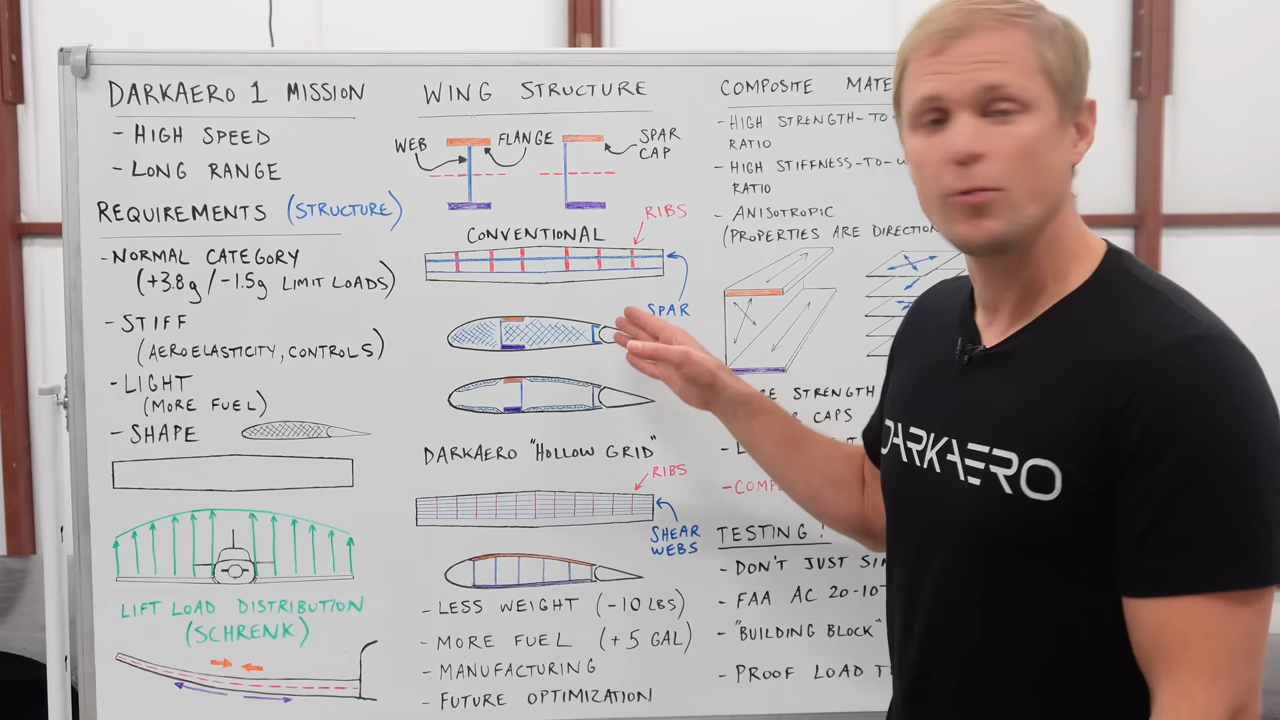 DARKAERO 1 MISSION
- HIGH SPEED
- LONG RANGE
REQUIREMENTS (STRUCTURE)
- NORMAL CATEGORY
(+3.8g / -1.5g LIMIT LOADS)
- STIFF
(AEROELASTICITY, CONTROLS)
- LIGHT
(MORE FUEL)
- SHAPE
LIFT LOAD DISTRIBUTION
(SCHRENK)
WING STRUCTURE
WEB
FLANGE
SPAR
CAP
RIBS
CONVENTIONAL
SPAR
DARKAERO "HOLLOW GRID"
RIBS
SHEAR
WEBS
- LESS WEIGHT (-10 LBS)
- MORE FUEL (+5 GAL)
- MANUFACTURING
- FUTURE OPTIMIZATION
COMPOSITE
- HIGH STRENGTH-TO-
RATIO
- HIGH STIFFNESS-TO-
RATIO
- ANISOTROPIC
(PROPERTIES ARE
STRENGTH
CAPS
TESTING!
- DON'T JUST
- FAA AC
- "BUILDING BLOCK"
- PROOF LOAD
DARKAERO